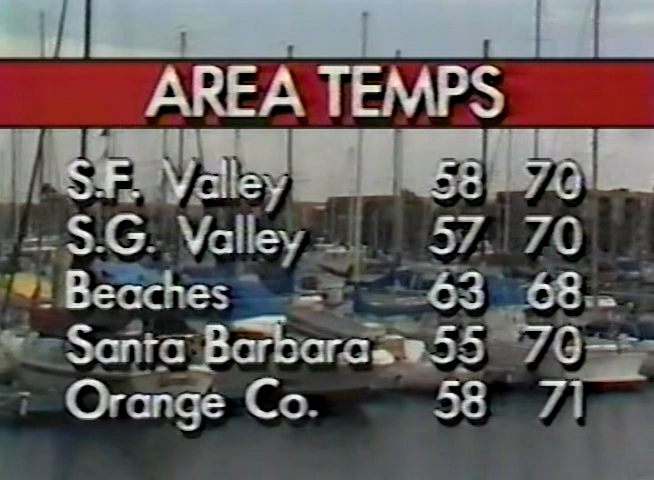 AREA TEMPS
S.F. Valley 58 70
S.G. Valley 57 70
Beaches 63 68
Santa Barbara 55 70
Orange Co. 58 71